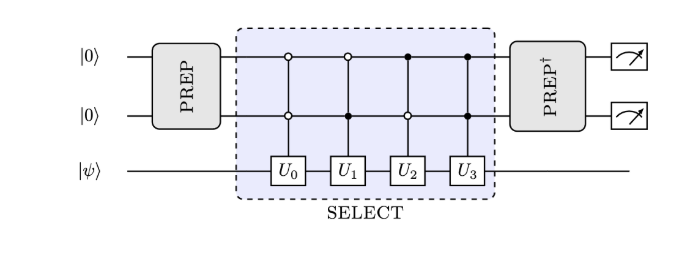 |0⟩
PREP
PREP†
|0⟩
|ψ⟩
U₀ U₁ U₂ U₃
SELECT